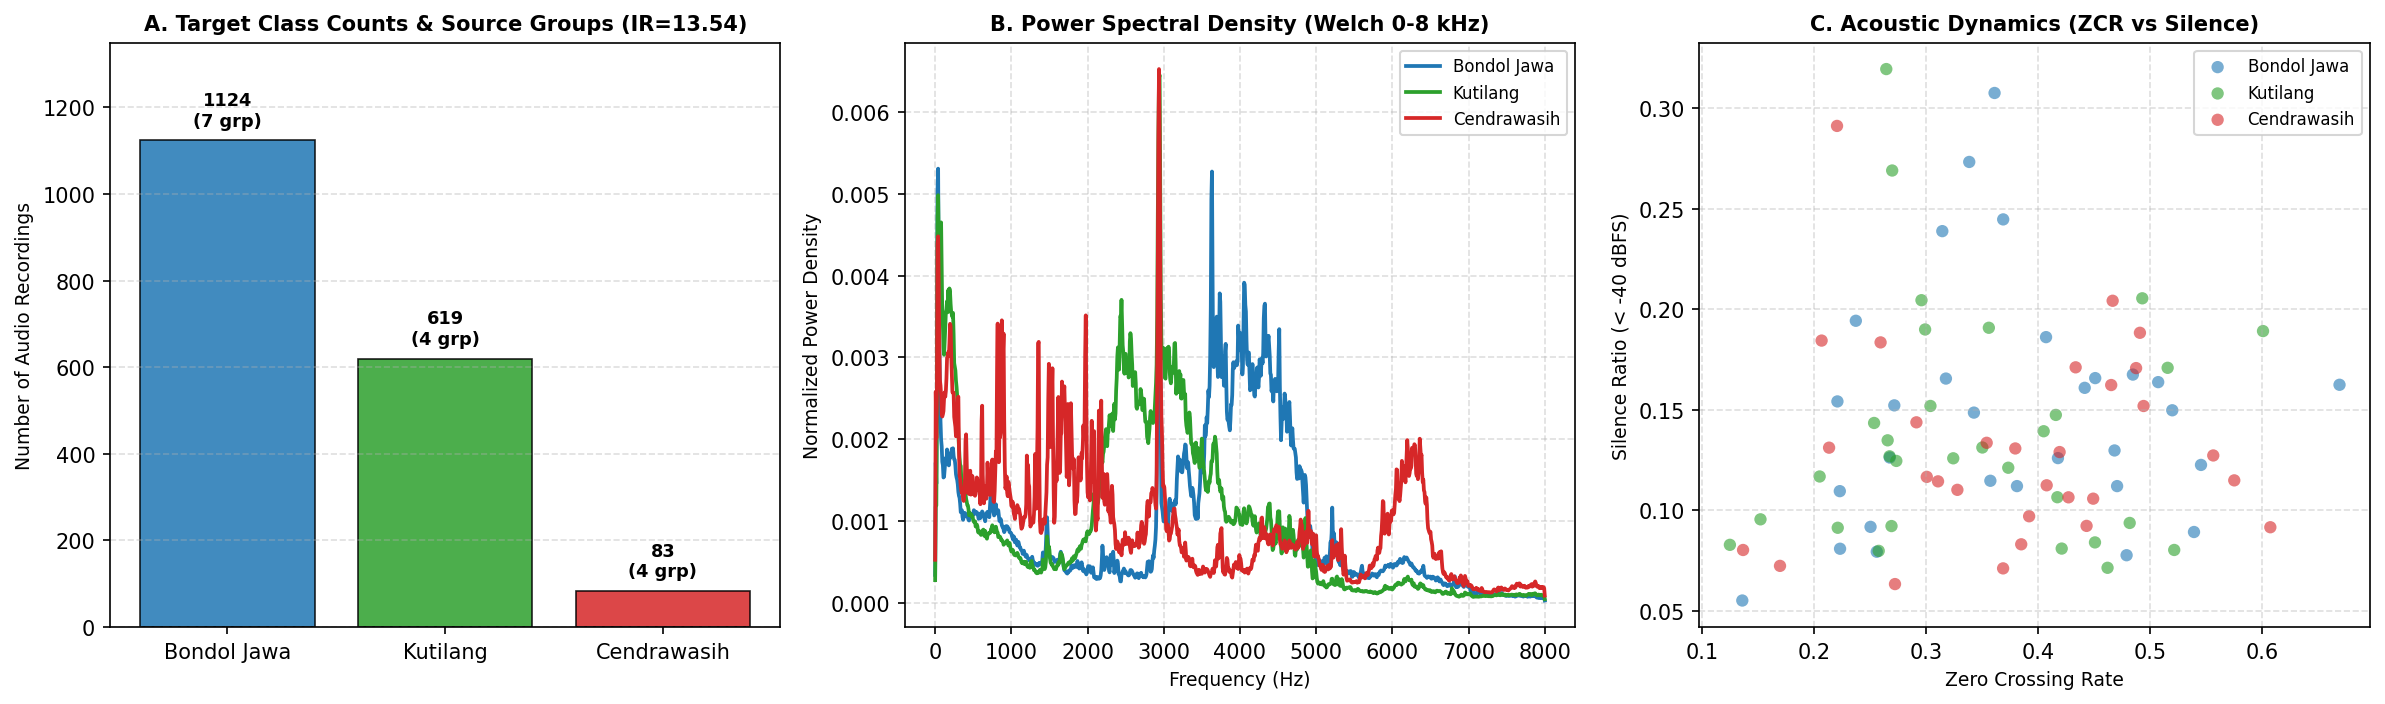 A. Target Class Counts & Source Groups (IR=13.54)
Number of Audio Recordings
1200
1000
800
600
400
200
0
1124
(7 grp)
619
(4 grp)
83
(4 grp)
Bondol Jawa
Kutilang
Cendrawasih
B. Power Spectral Density (Welch 0-8 kHz)
Normalized Power Density
0.006
0.005
0.004
0.003
0.002
0.001
0.000
Bondol Jawa
Kutilang
Cendrawasih
0 1000 2000 3000 4000 5000 6000 7000 8000
Frequency (Hz)
C. Acoustic Dynamics (ZCR vs Silence)
Silence Ratio (< -40 dBFS)
0.30
0.25
0.20
0.15
0.10
0.05
Bondol Jawa
Kutilang
Cendrawasih
0.1 0.2 0.3 0.4 0.5 0.6
Zero Crossing Rate